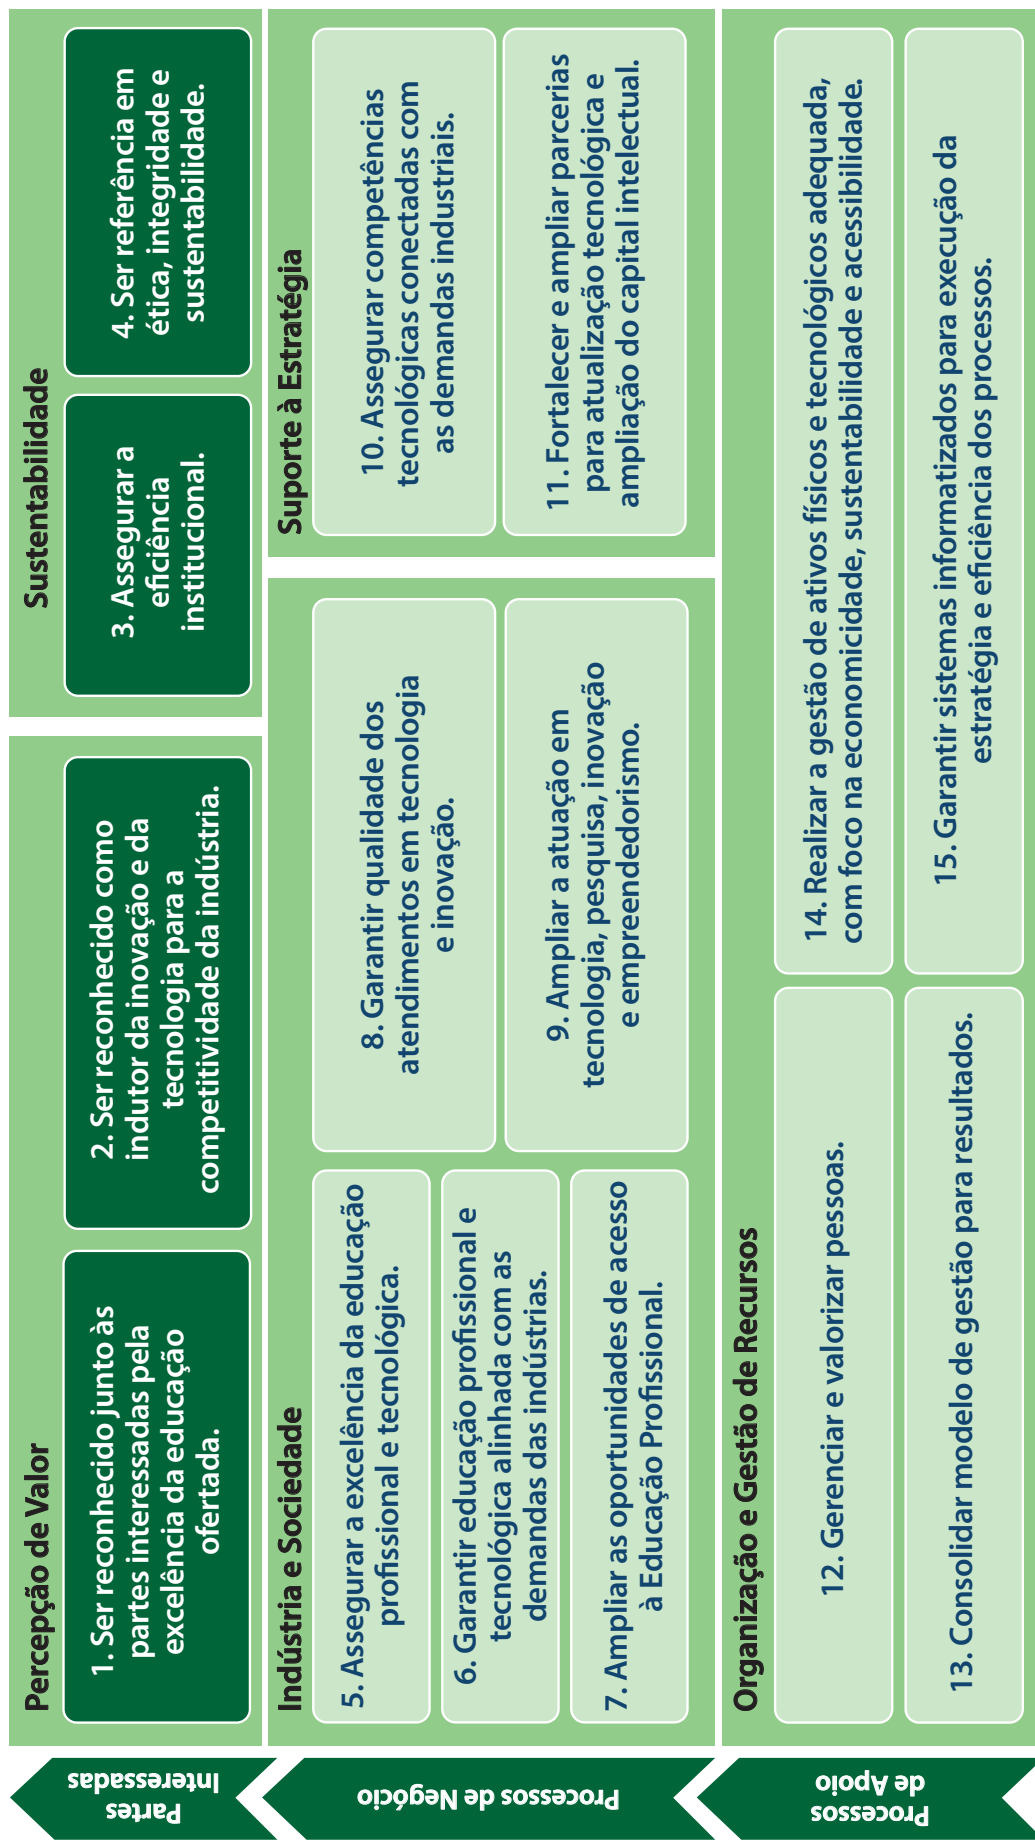 Partes
Interessadas
Percepção de Valor
1. Ser reconhecido junto às
partes interessadas pela
excelência da educação
ofertada.
2. Ser reconhecido como
indutor da inovação e da
tecnologia para a
competitividade da indústria.
Sustentabilidade
3. Assegurar a
eficiência
institucional.
4. Ser referência em
ética, integridade e
sustentabilidade.
Processos de Negócio
Indústria e Sociedade
5. Assegurar a excelência da educação
profissional e tecnológica.
6. Garantir educação profissional e
tecnológica alinhada com as
demandas das indústrias.
7. Ampliar as oportunidades de acesso
à Educação Profissional.
8. Garantir qualidade dos
atendimentos em tecnologia
e inovação.
9. Ampliar a atuação em
tecnologia, pesquisa, inovação
e empreendedorismo.
Suporte à Estratégia
10. Assegurar competências
tecnológicas conectadas com
as demandas industriais.
11. Fortalecer e ampliar parcerias
para atualização tecnológica e
ampliação do capital intelectual.
Processos
de Apoio
Organização e Gestão de Recursos
12. Gerenciar e valorizar pessoas.
13. Consolidar modelo de gestão para resultados.
14. Realizar a gestão de ativos físicos e tecnológicos adequada,
com foco na economicidade, sustentabilidade e acessibilidade.
15. Garantir sistemas informatizados para execução da
estratégia e eficiência dos processos.